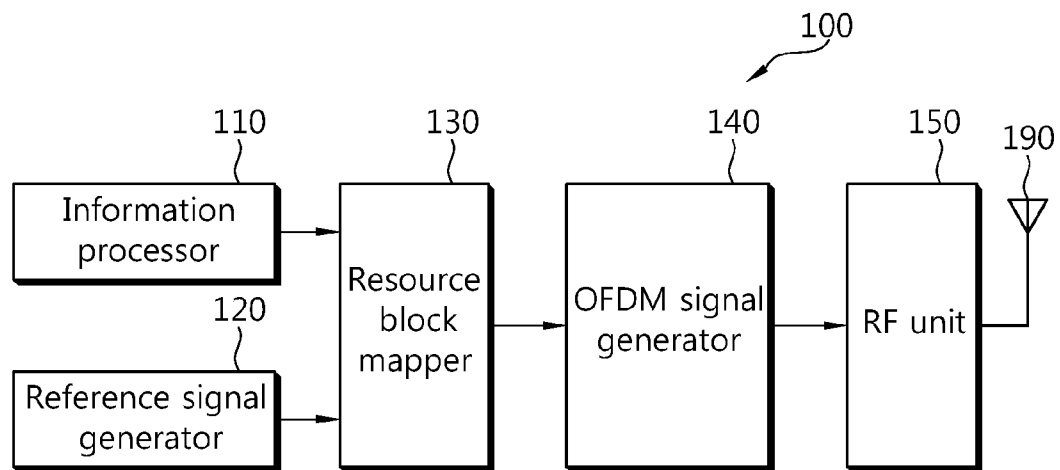 100
110
130
140
150
190
Information
processor
Resource
block
mapper
OFDM signal
generator
RF unit
120
Reference signal
generator